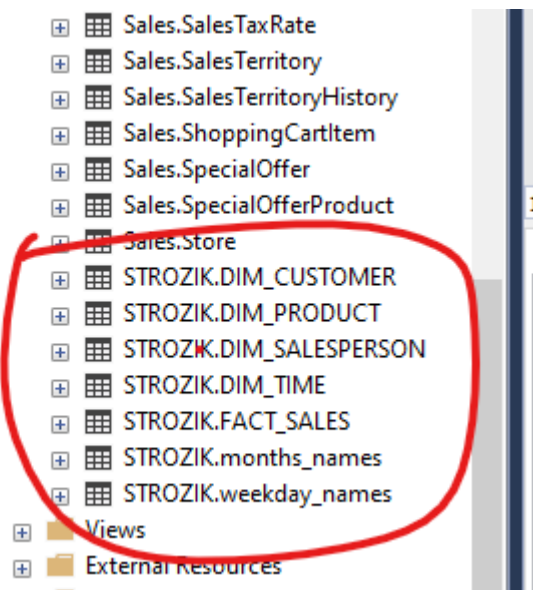 Sales.SalesTaxRate
Sales.SalesTerritory
Sales.SalesTerritoryHistory
Sales.ShoppingCartItem
Sales.SpecialOffer
Sales.SpecialOfferProduct
Sales.Store
STROZIK.DIM_CUSTOMER
STROZIK.DIM_PRODUCT
STROZIK.DIM_SALESPERSON
STROZIK.DIM_TIME
STROZIK.FACT_SALES
STROZIK.months_names
STROZIK.weekday_names
Views
External Resources